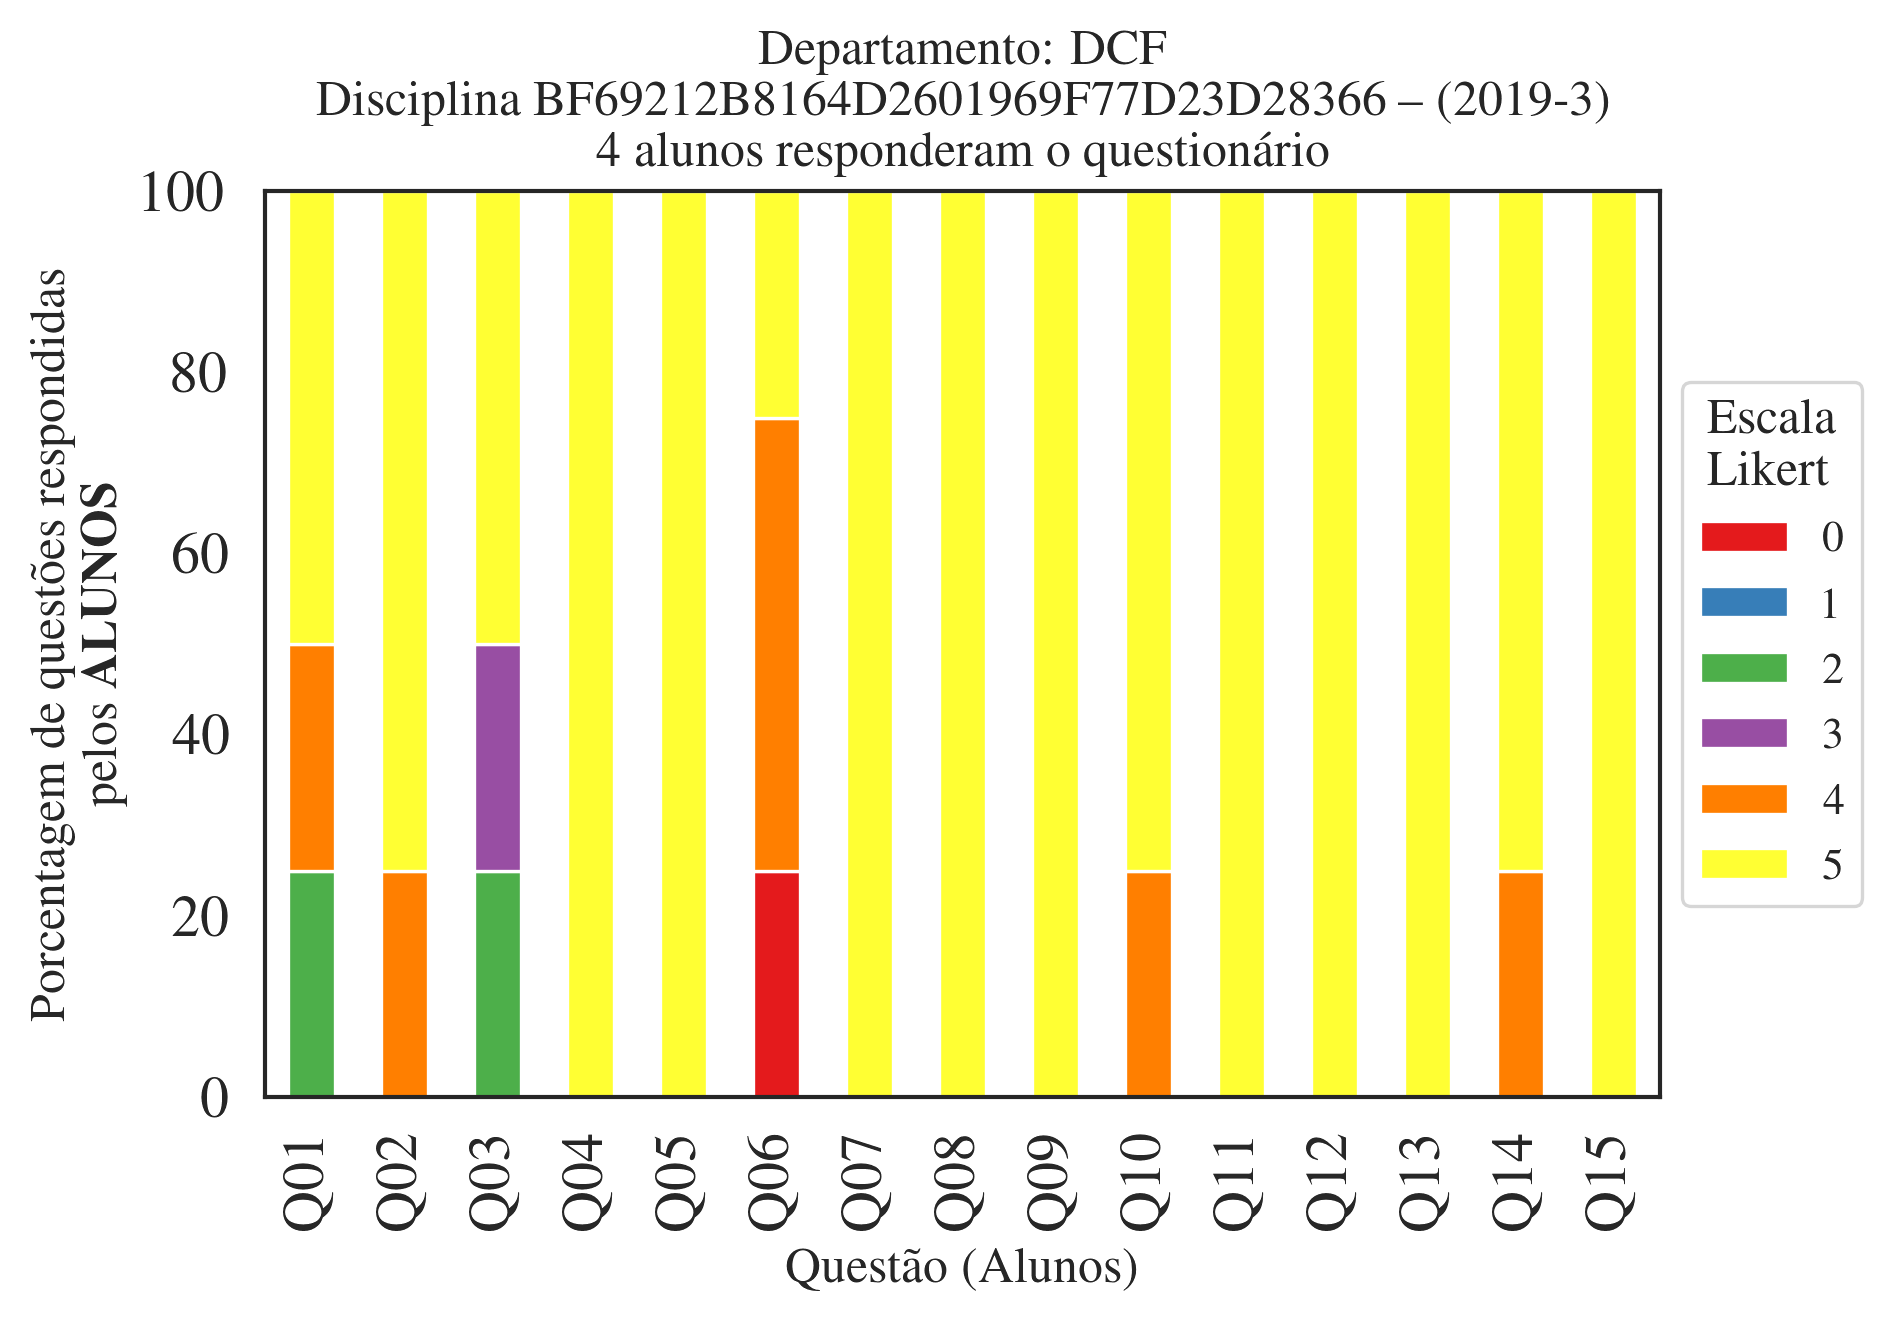 Departamento: DCF
Disciplina BF69212B8164D2601969F77D23D28366 – (2019-3)
4 alunos responderam o questionário
Porcentagem de questões respondidas
pelos ALUNOS
100
80
60
40
20
0
Q01
Q02
Q03
Q04
Q05
Q06
Q07
Q08
Q09
Q10
Q11
Q12
Q13
Q14
Q15
Questão (Alunos)
Escala
Likert
0
1
2
3
4
5